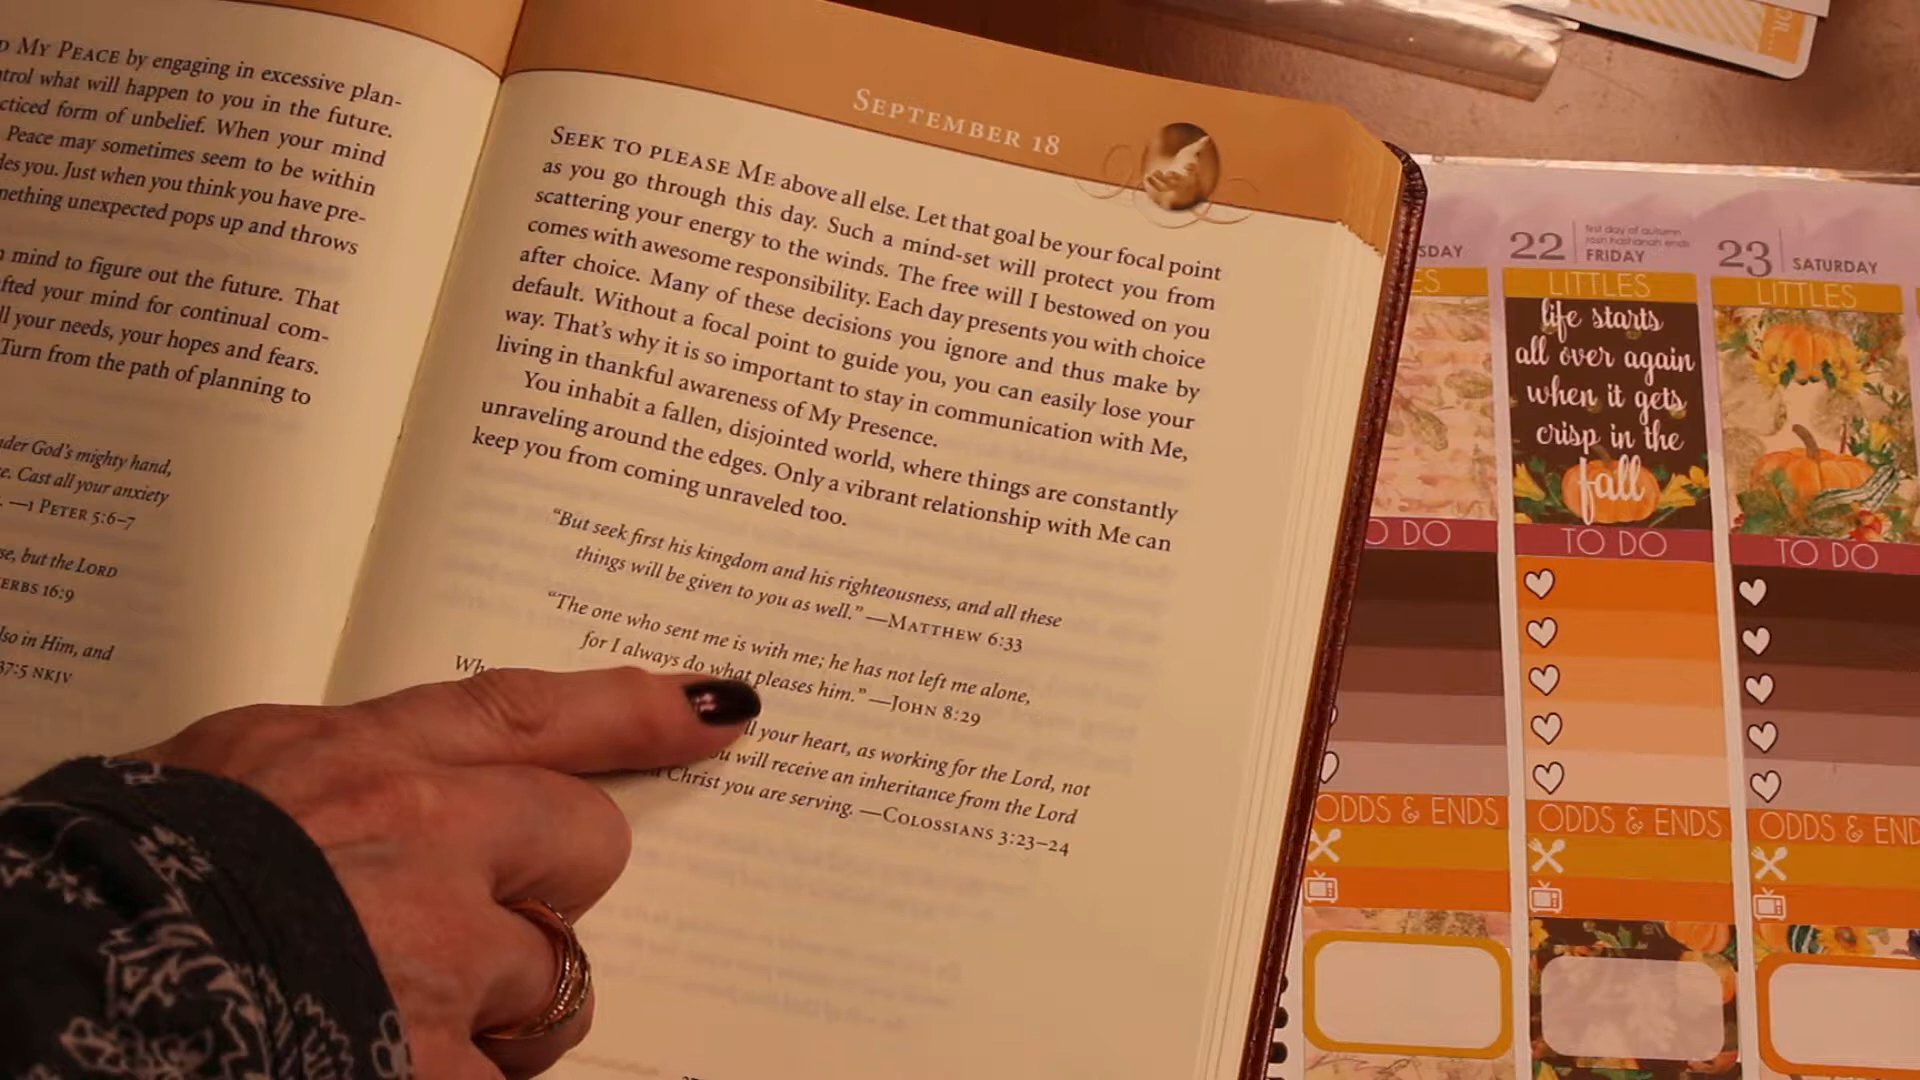 MY PEACE by engaging in excessive plan-
what will happen to you in the future.
form of unbelief. When your mind
Peace may sometimes seem to be within
you. Just when you think you have pre-
unexpected pops up and throws
mind to figure out the future. That
your mind for continual com-
your needs, your hopes and fears.
Turn from the path of planning to
God's mighty hand,
Cast all your anxiety
—1 PETER 5:6–7
but the LORD
16:9
in Him, and
37:5 NKJV
SEPTEMBER 18
SEEK TO PLEASE ME above all else. Let that goal be your focal point
as you go through this day. Such a mind-set will protect you from
scattering your energy to the winds. The free will I bestowed on you
comes with awesome responsibility. Each day presents you with choice
after choice. Many of these decisions you ignore and thus make by
default. Without a focal point to guide you, you can easily lose your
way. That's why it is so important to stay in communication with Me,
living in thankful awareness of My Presence.
You inhabit a fallen, disjointed world, where things are constantly
unraveling around the edges. Only a vibrant relationship with Me can
keep you from coming unraveled too.
“But seek first his kingdom and his righteousness, and all these
things will be given to you as well.” —MATTHEW 6:33
“The one who sent me is with me; he has not left me alone,
for I always do what pleases him.” —JOHN 8:29
your heart, as working for the Lord, not
will receive an inheritance from the Lord
Christ you are serving. —COLOSSIANS 3:23–24
TO DO
ODDS & ENDS
22
first day of autumn
rosh hashanah ends
FRIDAY
LITTLES
life starts
all over again
when it gets
crisp in the
fall
TO DO
ODDS & ENDS
23
SATURDAY
LITTLES
TO DO
ODDS & END